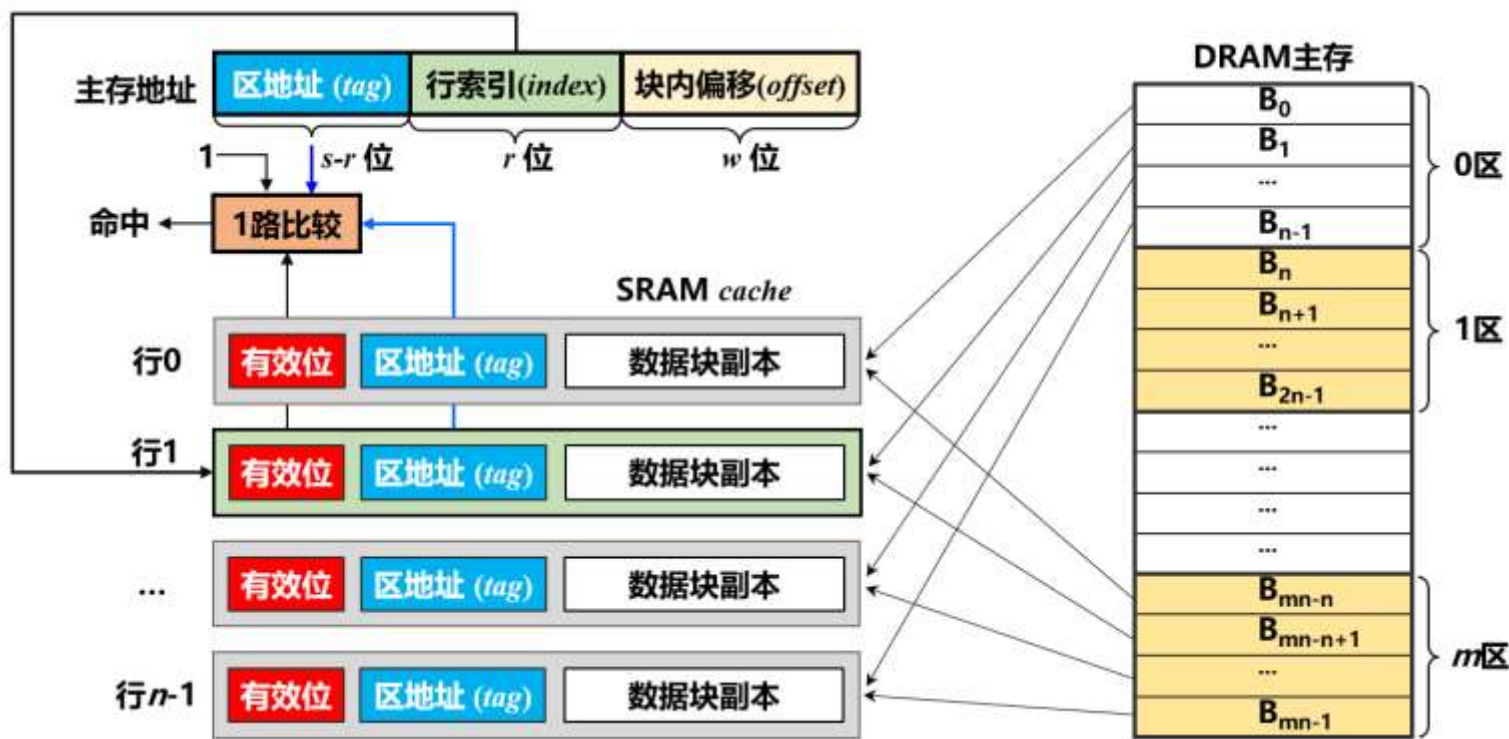 主存地址 区地址 (tag) 行索引(index) 块内偏移(offset)
s-r 位 r 位 w 位
1
命中 1路比较
SRAM cache
行0 有效位 区地址 (tag) 数据块副本
行1 有效位 区地址 (tag) 数据块副本
... 有效位 区地址 (tag) 数据块副本
行n-1 有效位 区地址 (tag) 数据块副本
DRAM主存
B0
B1
...
Bn-1
0区
Bn
Bn+1
...
B2n-1
1区
...
...
...
...
Bmn-n
Bmn-n+1
...
Bmn-1
m区